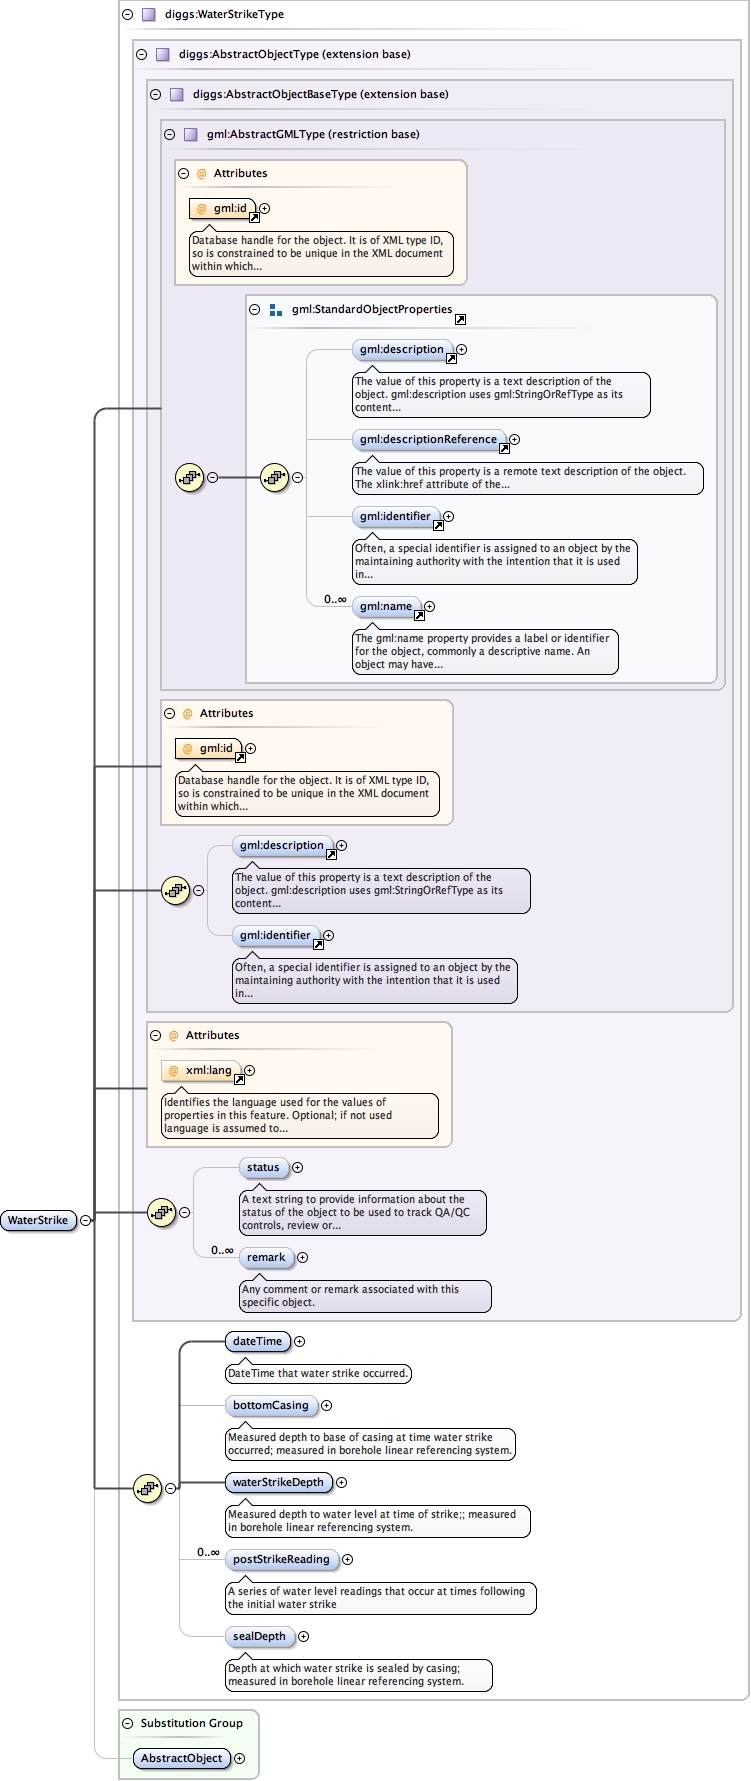 diggs:WaterStrikeType
diggs:AbstractObjectType (extension base)
diggs:AbstractObjectBaseType (extension base)
gml:AbstractGMLType (restriction base)
@ Attributes
@ gml:id
Database handle for the object. It is of XML type ID,
so is constrained to be unique in the XML document
within which...
gml:StandardObjectProperties
gml:description
The value of this property is a text description of the
object. gml:description uses gml:StringOrRefType as its
content...
gml:descriptionReference
The value of this property is a remote text description of the object.
The xlink:href attribute of the...
gml:identifier
Often, a special identifier is assigned to an object by the
maintaining authority with the intention that it is used
in...
0..∞
gml:name
The gml:name property provides a label or identifier
for the object, commonly a descriptive name. An
object may have...
@ Attributes
@ gml:id
Database handle for the object. It is of XML type ID,
so is constrained to be unique in the XML document
within which...
gml:description
The value of this property is a text description of the
object. gml:description uses gml:StringOrRefType as its
content...
gml:identifier
Often, a special identifier is assigned to an object by the
maintaining authority with the intention that it is used
in...
@ Attributes
@ xml:lang
Identifies the language used for the values of
properties in this feature. Optional; if not used
language is assumed to...
status
A text string to provide information about the
status of the object to be used to track QA/QC
controls, review or...
WaterStrike
0..∞
remark
Any comment or remark associated with this
specific object.
dateTime
DateTime that water strike occurred.
bottomCasing
Measured depth to base of casing at time water strike
occurred; measured in borehole linear referencing system.
waterStrikeDepth
Measured depth to water level at time of strike;; measured
in borehole linear referencing system.
0..∞
postStrikeReading
A series of water level readings that occur at times following
the initial water strike
sealDepth
Depth at which water strike is sealed by casing;
measured in borehole linear referencing system.
Substitution Group
AbstractObject